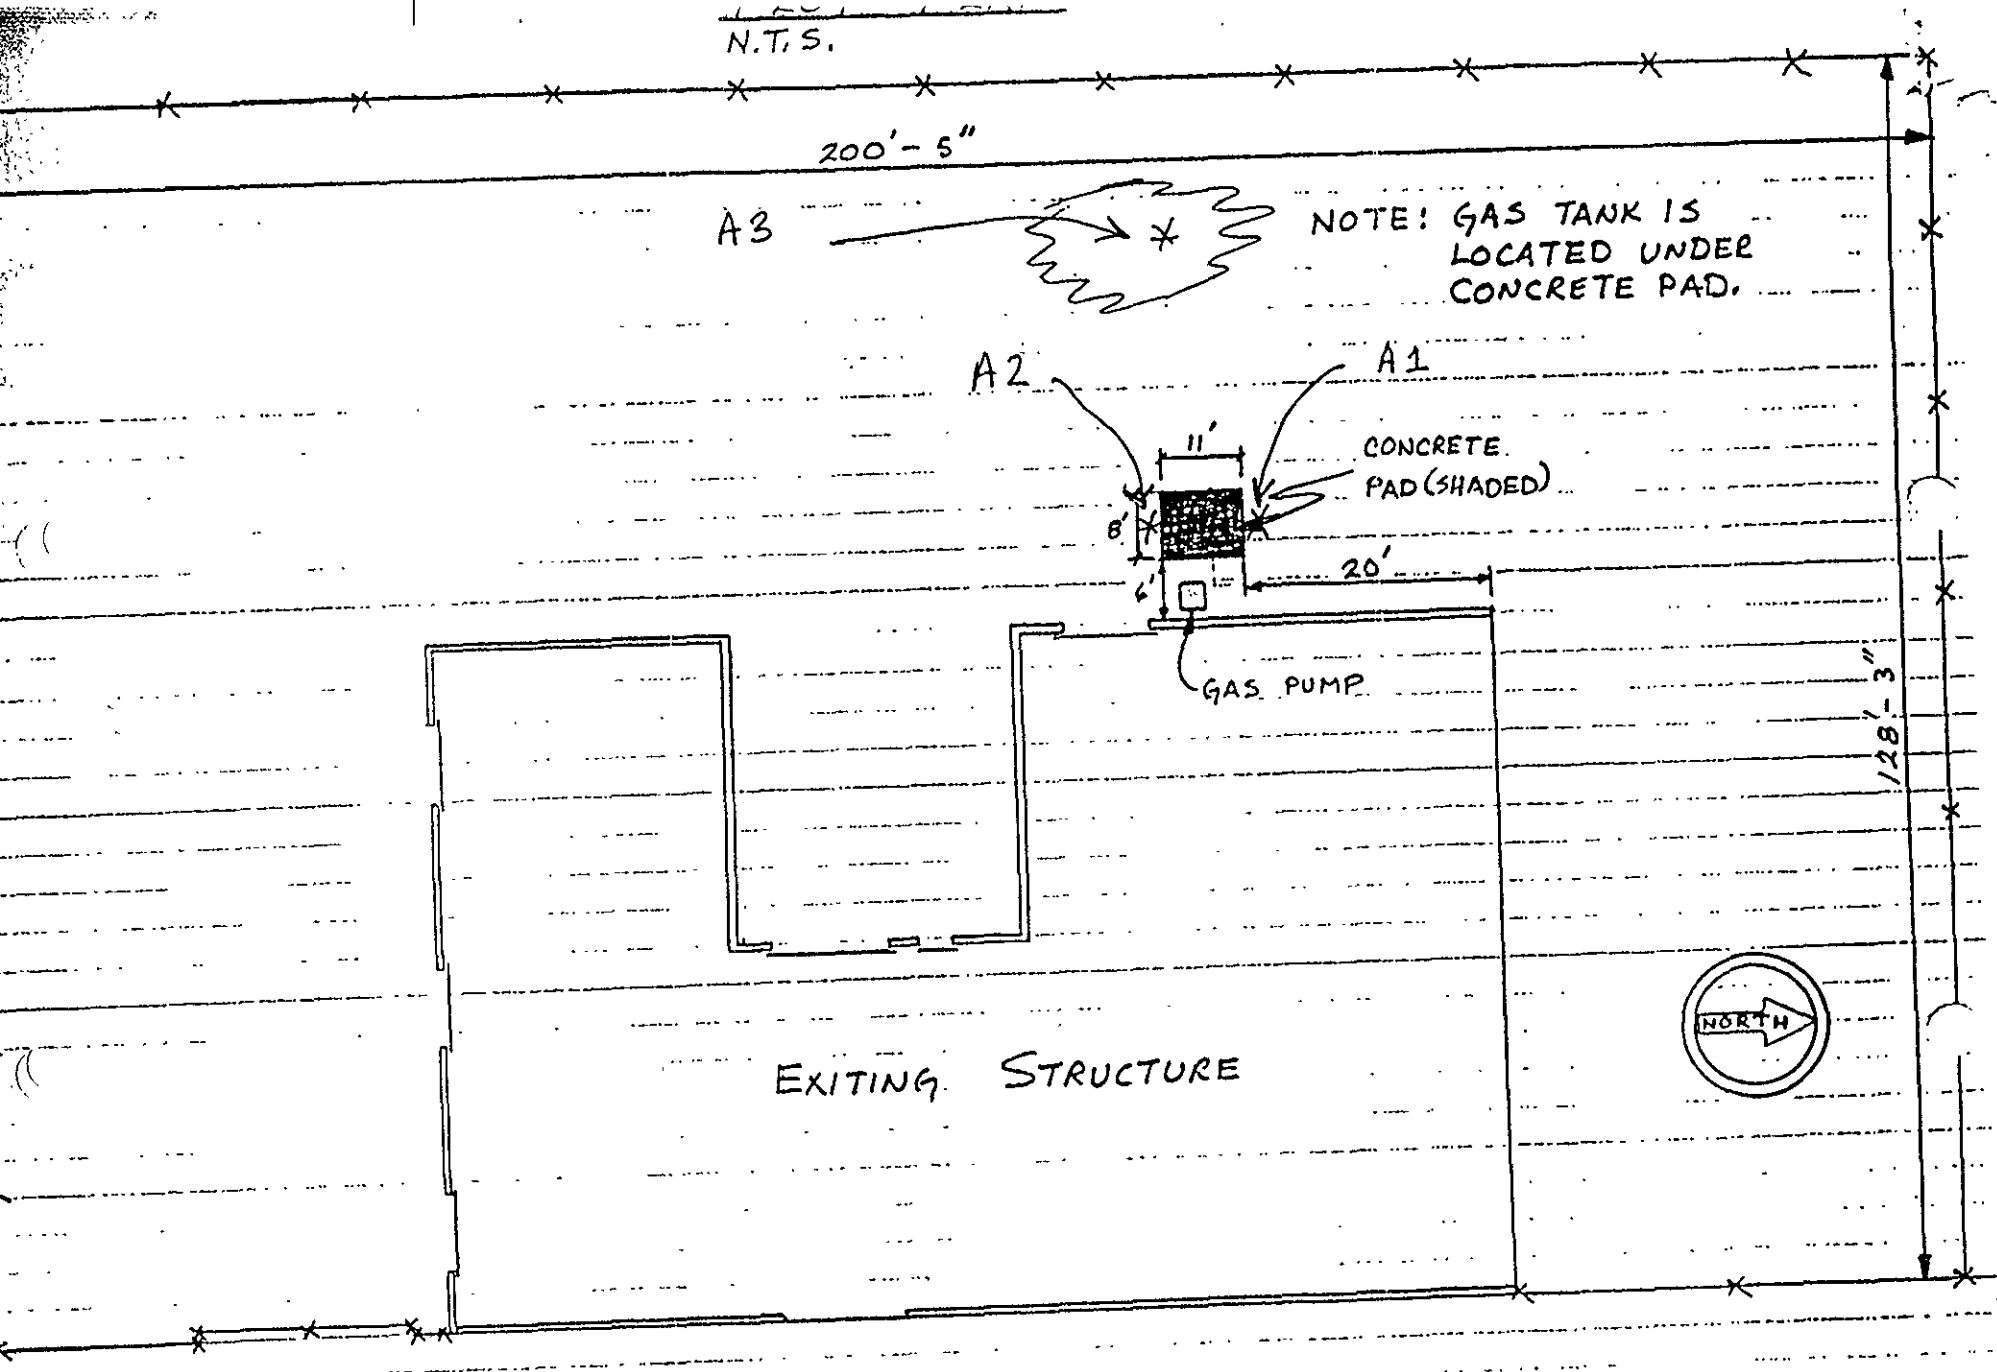 N.T.S.
200'-5"
A3
NOTE: GAS TANK IS
LOCATED UNDER
CONCRETE PAD.
A2
A1
11'
CONCRETE
PAD (SHADED)
8'
20'
6'
GAS PUMP
128'-3"
NORTH
EXITING STRUCTURE